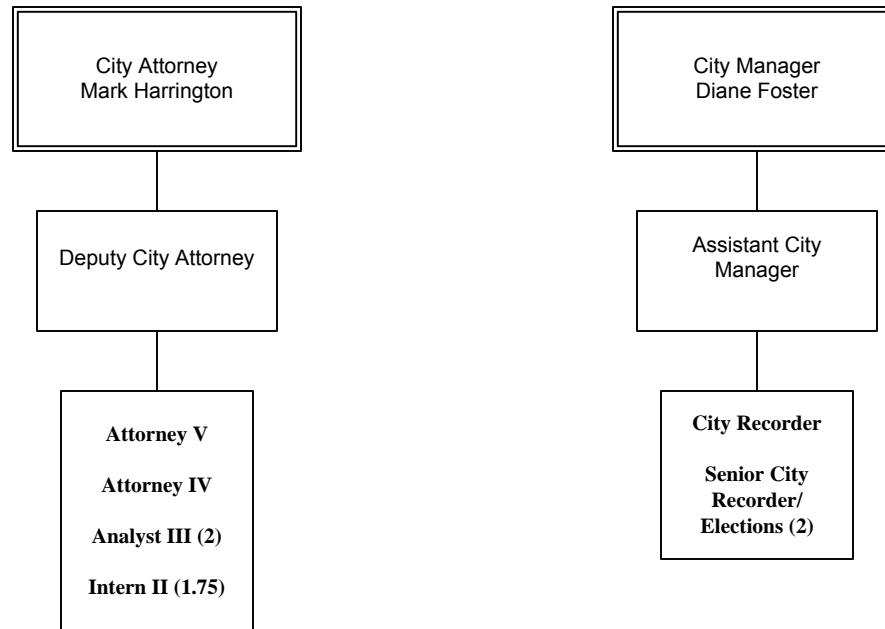 City Attorney
Mark Harrington
Deputy City Attorney
Attorney V
Attorney IV
Analyst III (2)
Intern II (1.75)
City Manager
Diane Foster
Assistant City
Manager
City Recorder
Senior City
Recorder/
Elections (2)